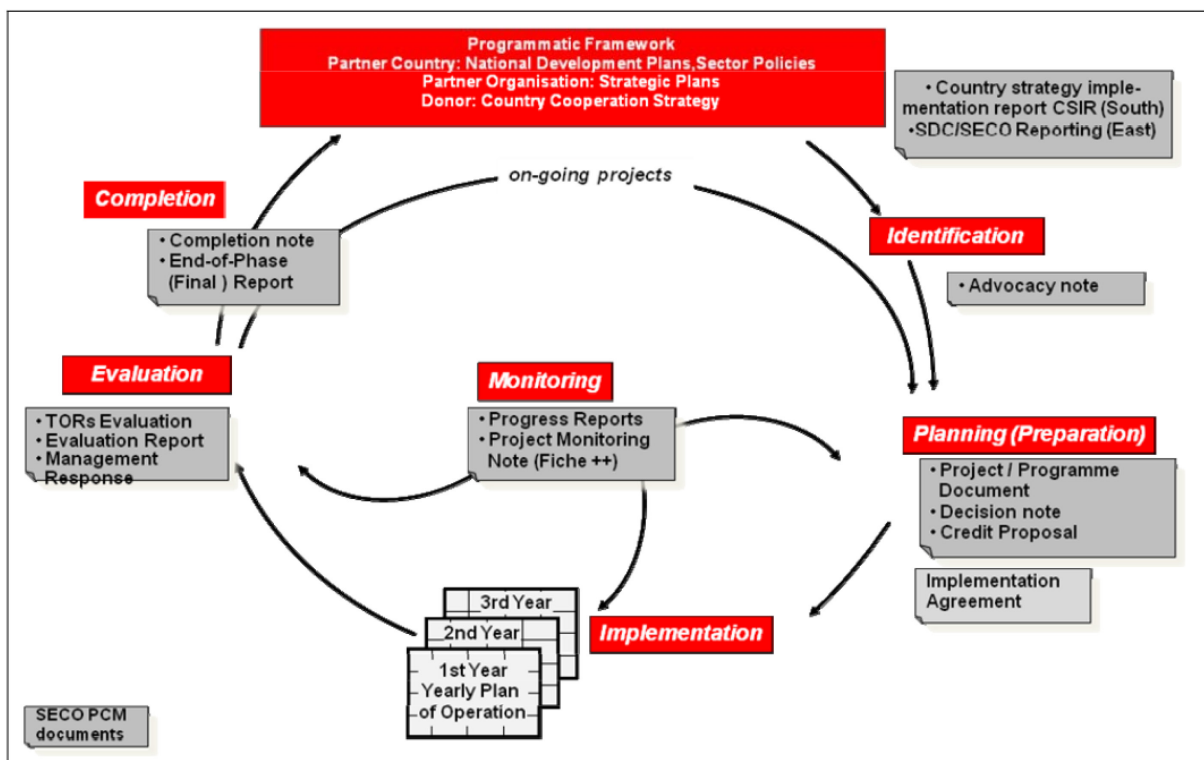 Programmatic Framework
Partner Country: National Development Plans,Sector Policies
Partner Organisation: Strategic Plans
Donor: Country Cooperation Strategy
• Country strategy imple-
mentation report CSIR (South)
• SDC/SECO Reporting (East)
on-going projects
Completion
• Completion note
• End-of-Phase
(Final ) Report
Identification
• Advocacy note
Evaluation
• TORs Evaluation
• Evaluation Report
• Management
Response
Monitoring
• Progress Reports
• Project Monitoring
Note (Fiche ++)
Planning (Preparation)
• Project / Programme
Document
• Decision note
• Credit Proposal
Implementation
Agreement
Implementation
3rd Year
2nd Year
1st Year
Yearly Plan
of Operation
SECO PCM
documents